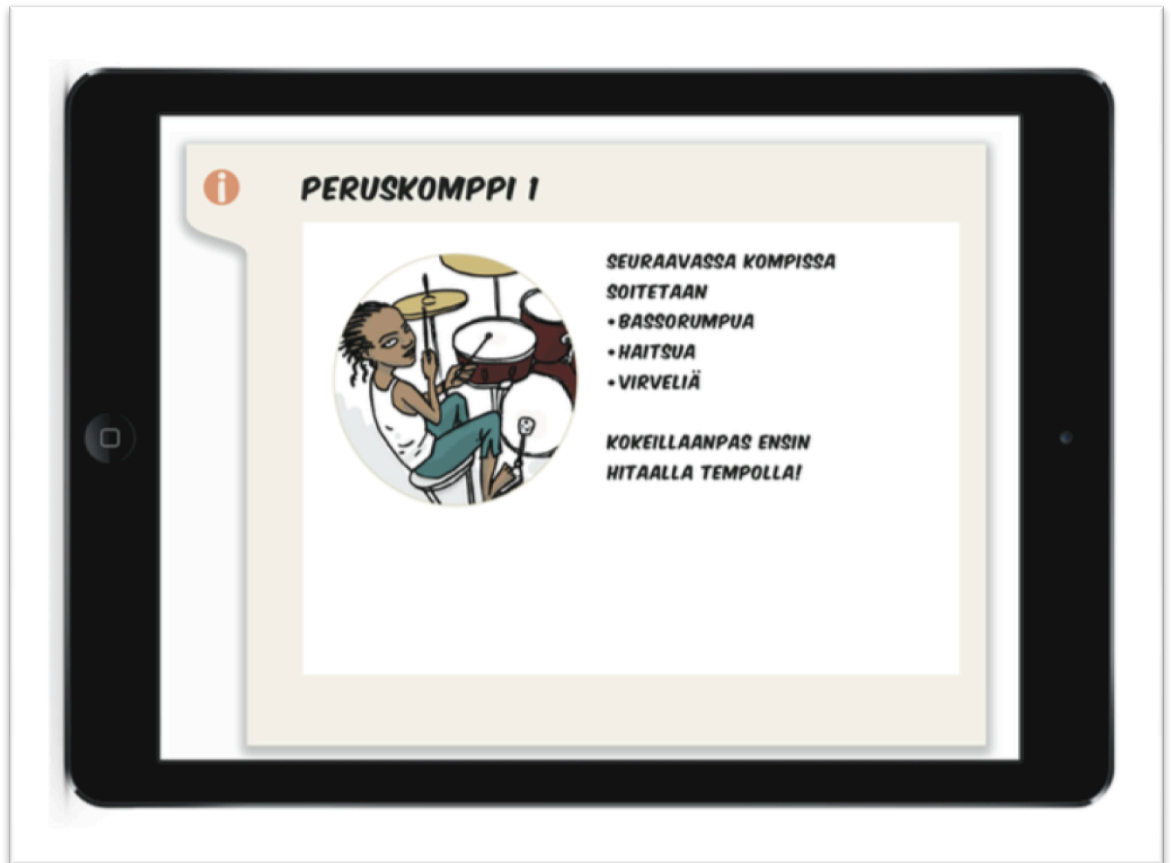 i
PERUSKOMPPI 1
SEURAAVASSA KOMPISSA
SOITETAAN
•BASSORUMPUA
•HAITSUA
•VIRVELIÄ
KOKEILLAANPAS ENSIN
HITAALLA TEMPOLLA!